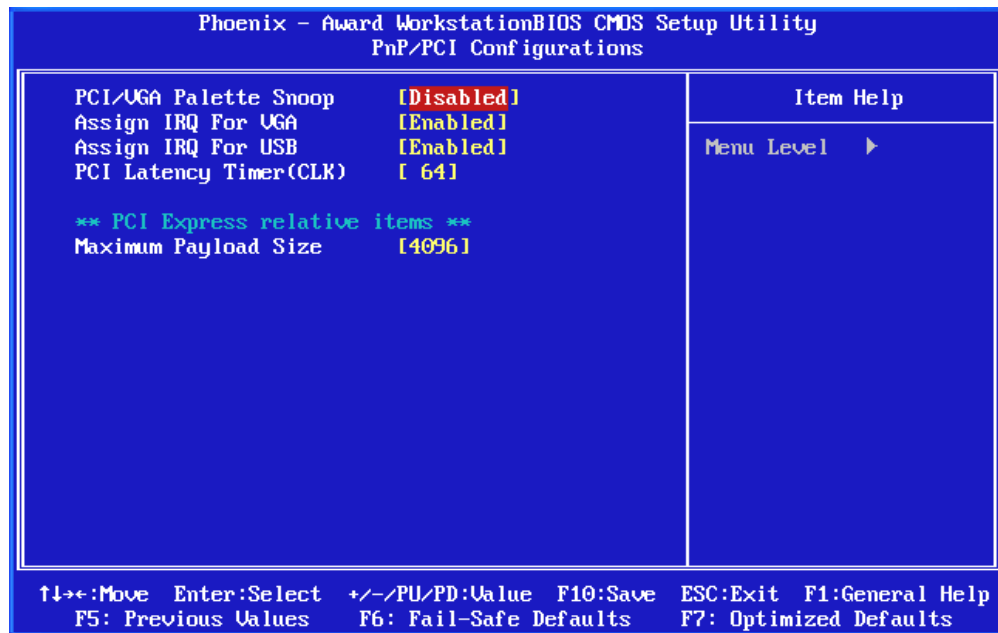 Phoenix - Award WorkstationBIOS CMOS Setup Utility
PnP/PCI Configurations
PCI/VGA Palette Snoop [Disabled]
Assign IRQ For VGA [Enabled]
Assign IRQ For USB [Enabled]
PCI Latency Timer(CLK) [ 64]
** PCI Express relative items **
Maximum Payload Size [4096]
Item Help
Menu Level ▶
↑↓→←:Move Enter:Select +/-/PU/PD:Value F10:Save ESC:Exit F1:General Help
F5: Previous Values F6: Fail-Safe Defaults F7: Optimized Defaults